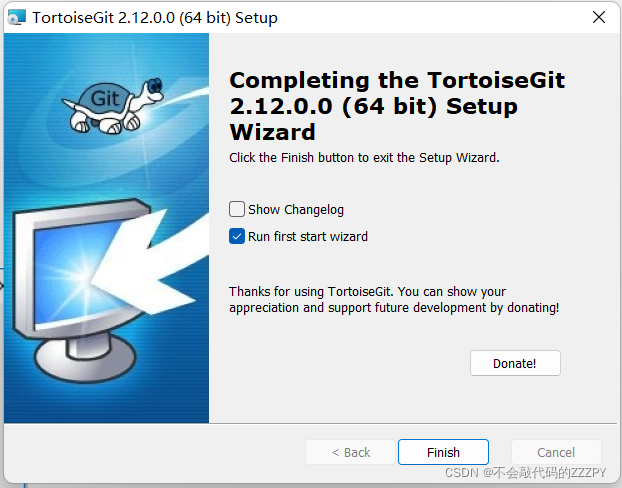 TortoiseGit 2.12.0.0 (64 bit) Setup
Git
Completing the TortoiseGit
2.12.0.0 (64 bit) Setup
Wizard
Click the Finish button to exit the Setup Wizard.
Show Changelog
Run first start wizard
Thanks for using TortoiseGit. You can show your
appreciation and support future development by donating!
Donate!
< Back
Finish
Cancel
CSDN @不会敲代码的ZZZPY